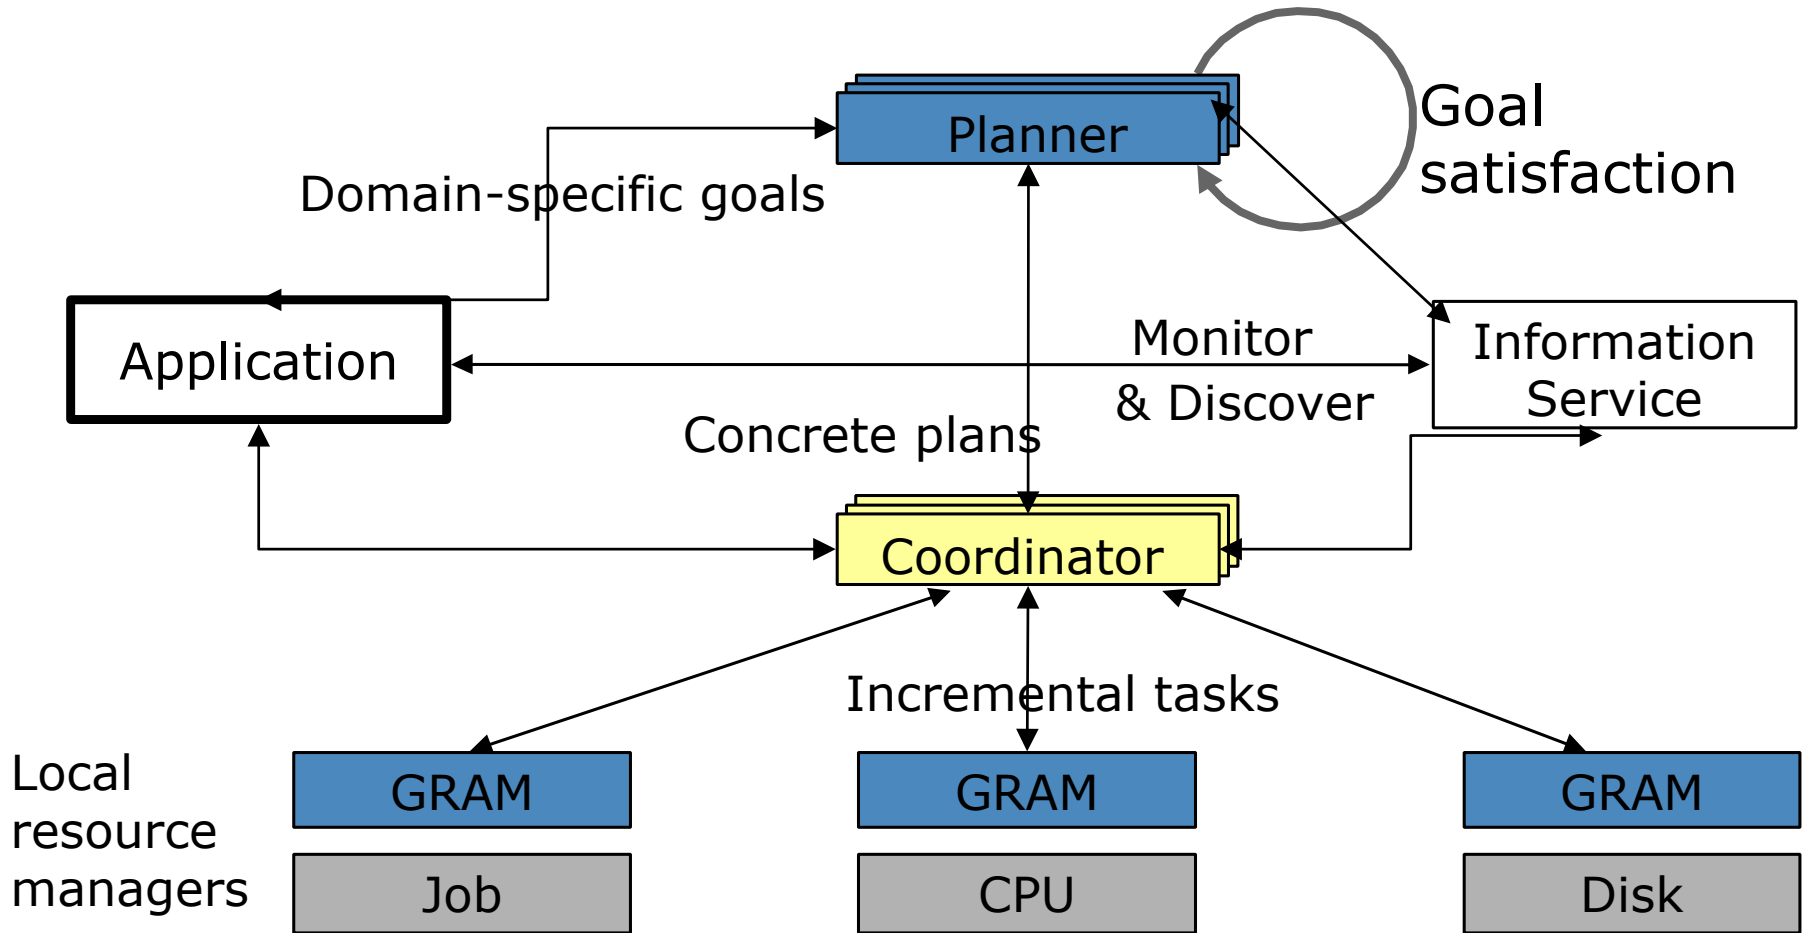 Planner
Goal
satisfaction
Domain-specific goals
Application
Monitor
& Discover
Information
Service
Concrete plans
Coordinator
Incremental tasks
Local
resource
managers
GRAM
GRAM
GRAM
Job
CPU
Disk